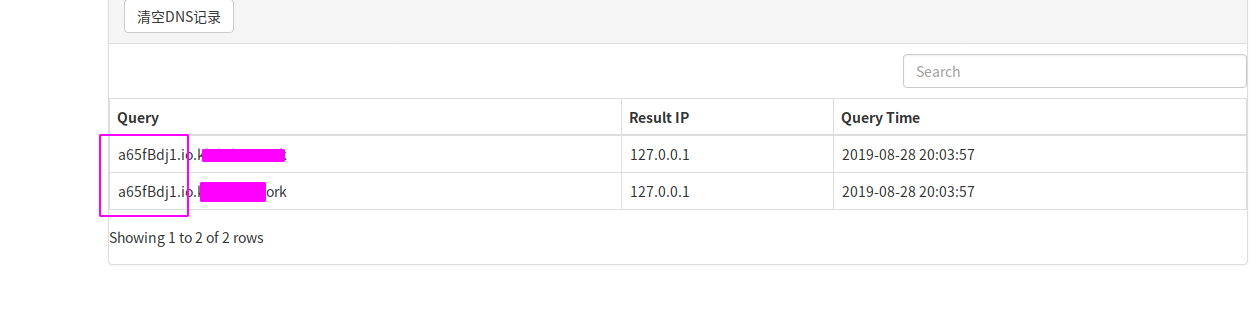 清空DNS记录
Search
Query Result IP Query Time
a65fBdj1.io. 127.0.0.1 2019-08-28 20:03:57
a65fBdj1.io. ork 127.0.0.1 2019-08-28 20:03:57
Showing 1 to 2 of 2 rows